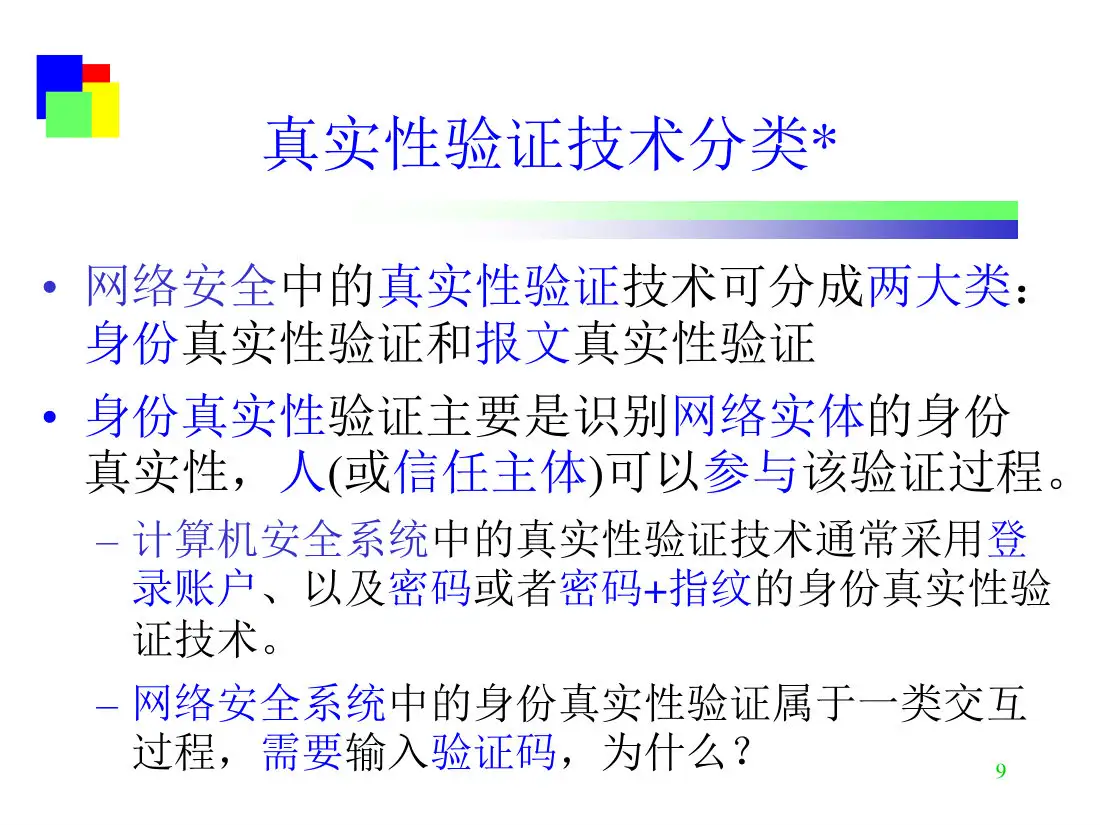 真实性验证技术分类*
• 网络安全中的真实性验证技术可分成两大类：
身份真实性验证和报文真实性验证
• 身份真实性验证主要是识别网络实体的身份
真实性，人(或信任主体)可以参与该验证过程。
– 计算机安全系统中的真实性验证技术通常采用登
录账户、以及密码或者密码+指纹的身份真实性验
证技术。
– 网络安全系统中的身份真实性验证属于一类交互
过程，需要输入验证码，为什么？
9